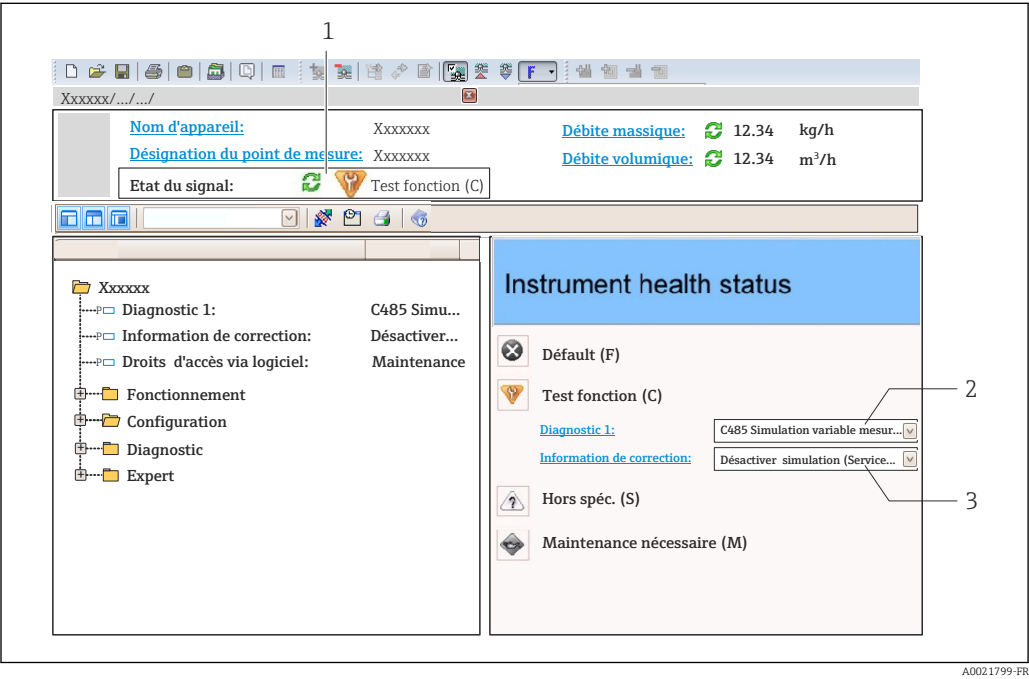 1
F
Xxxxxx/.../.../
Nom d'appareil: Xxxxxxx Débite massique: 12.34 kg/h
Désignation du point de mesure: Xxxxxxx Débite volumique: 12.34 m³/h
Etat du signal: Test fonction (C)
Instrument health status
Xxxxxx
P Diagnostic 1: C485 Simu...
P Information de correction: Désactiver...
P Droits d'accès via logiciel: Maintenance
Fonctionnement
Configuration
Diagnostic
Expert
Défault (F)
Test fonction (C)
2
Diagnostic 1: C485 Simulation variable mesur...
Information de correction: Désactiver simulation (Service...
3
Hors spéc. (S)
Maintenance nécessaire (M)
A0021799-FR